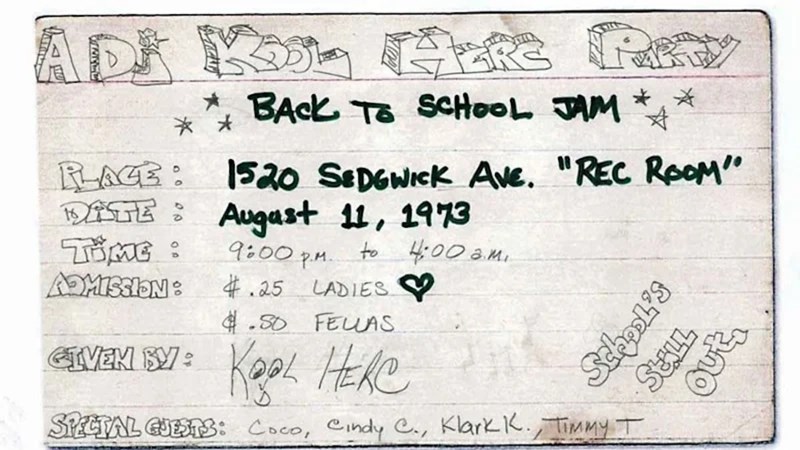 A DJ KOOL HERC PARTY
BACK TO SCHOOL JAM
PLACE: 1520 SEDGWICK AVE. "REC ROOM"
DATE: August 11, 1973
TIME: 9:00 p.m. to 4:00 a.m.
ADMISSION: $.25 LADIES
$.50 FELLAS
GIVEN BY: KOOL HERC
SPECIAL GUESTS: Coco, Cindy C., Klark K., Timmy T
School's
Still
Out.